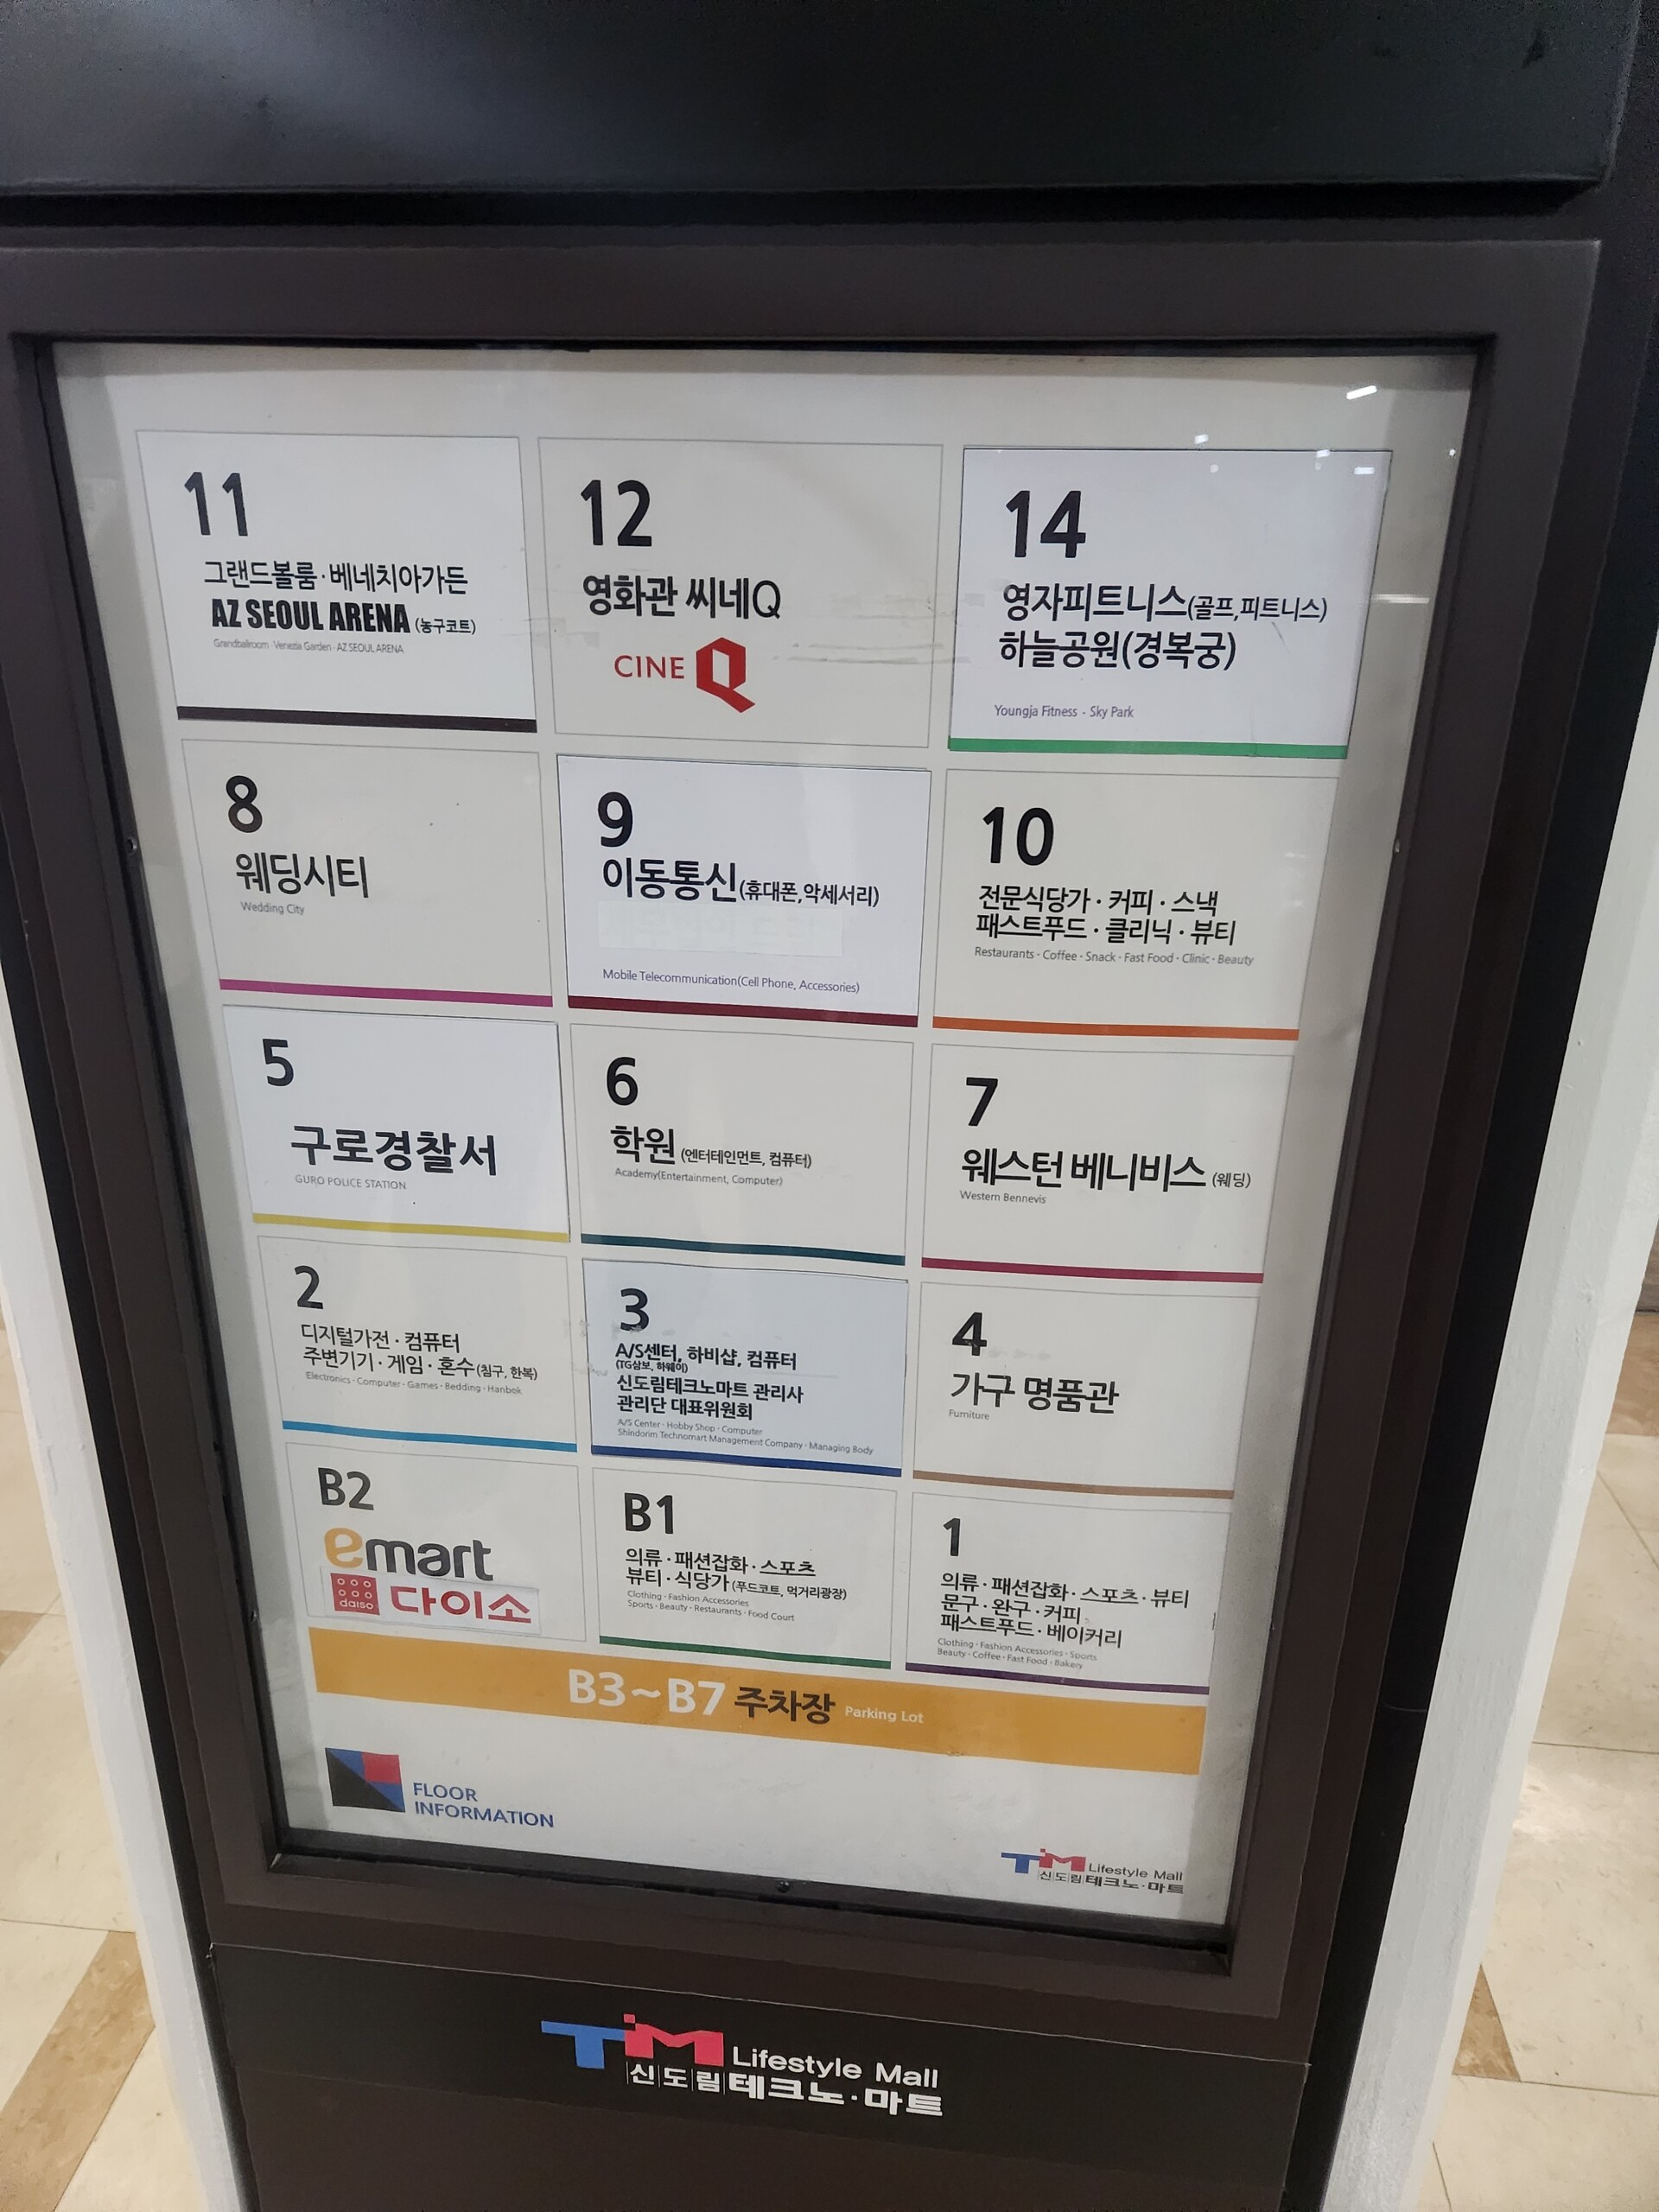 11
그랜드볼룸·베네치아가든
AZ SEOUL ARENA (농구코트)
Grandballroom · Venezia Garden · AZ SEOUL ARENA
12
영화관 씨네Q
CINE Q
14
영자피트니스(골프,피트니스)
하늘공원(경복궁)
Youngja Fitness - Sky Park
8
웨딩시티
Wedding City
9
이동통신(휴대폰,악세서리)
Mobile Telecommunication(Cell Phone, Accessories)
10
전문식당가 · 커피 · 스낵
패스트푸드 · 클리닉 · 뷰티
Restaurants · Coffee · Snack · Fast Food · Clinic · Beauty
5
구로경찰서
GURO POLICE STATION
6
학원 (엔터테인먼트, 컴퓨터)
Academy(Entertainment, Computer)
7
웨스턴 베니비스 (웨딩)
Western Bennevis
2
디지털가전 · 컴퓨터
주변기기 · 게임 · 혼수 (침구, 한복)
Electronics · Computer · Games · Bedding · Hanbok
3
A/S센터, 하비샵, 컴퓨터
(TG삼보, 하웨이)
신도림테크노마트 관리사
관리단 대표위원회
A/S Center · Hobby Shop · Computer
Shindorim Technomart Management Company · Managing Body
4
가구 명품관
Furniture
B2
emart
daiso 다이소
B1
의류 · 패션잡화 · 스포츠
뷰티 · 식당가 (푸드코트, 먹거리광장)
Clothing · Fashion Accessories
Sports · Beauty · Restaurants · Food Court
1
의류 · 패션잡화 · 스포츠 · 뷰티
문구 · 완구 · 커피
패스트푸드 · 베이커리
Clothing · Fashion Accessories · Sports
Beauty · Coffee · Fast Food · Bakery
B3~B7 주차장 Parking Lot
FLOOR
INFORMATION
TM Lifestyle Mall
신도림 테크노·마트
TM Lifestyle Mall
신도림 테크노·마트